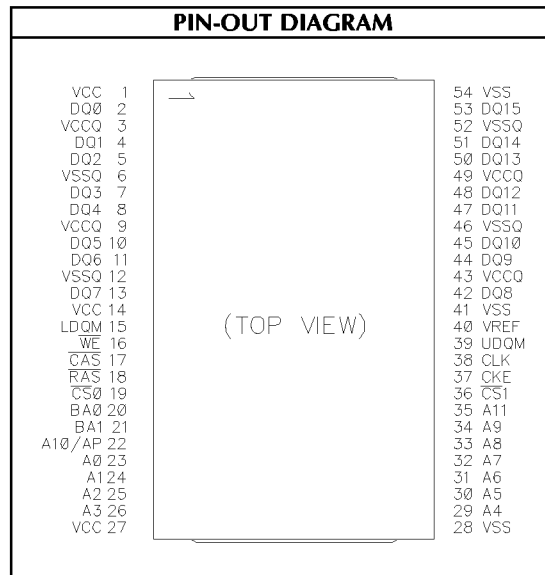 PIN-OUT DIAGRAM
VCC 1
DQ0 2
VCCQ 3
DQ1 4
DQ2 5
VSSQ 6
DQ3 7
DQ4 8
VCCQ 9
DQ5 10
DQ6 11
VSSQ 12
DQ7 13
VCC 14
LDQM 15
WE 16
CAS 17
RAS 18
CS0 19
BA0 20
BA1 21
A10/AP 22
A0 23
A1 24
A2 25
A3 26
VCC 27
(TOP VIEW)
54 VSS
53 DQ15
52 VSSQ
51 DQ14
50 DQ13
49 VCCQ
48 DQ12
47 DQ11
46 VSSQ
45 DQ10
44 DQ9
43 VCCQ
42 DQ8
41 VSS
40 VREF
39 UDQM
38 CLK
37 CKE
36 CS1
35 A11
34 A9
33 A8
32 A7
31 A6
30 A5
29 A4
28 VSS